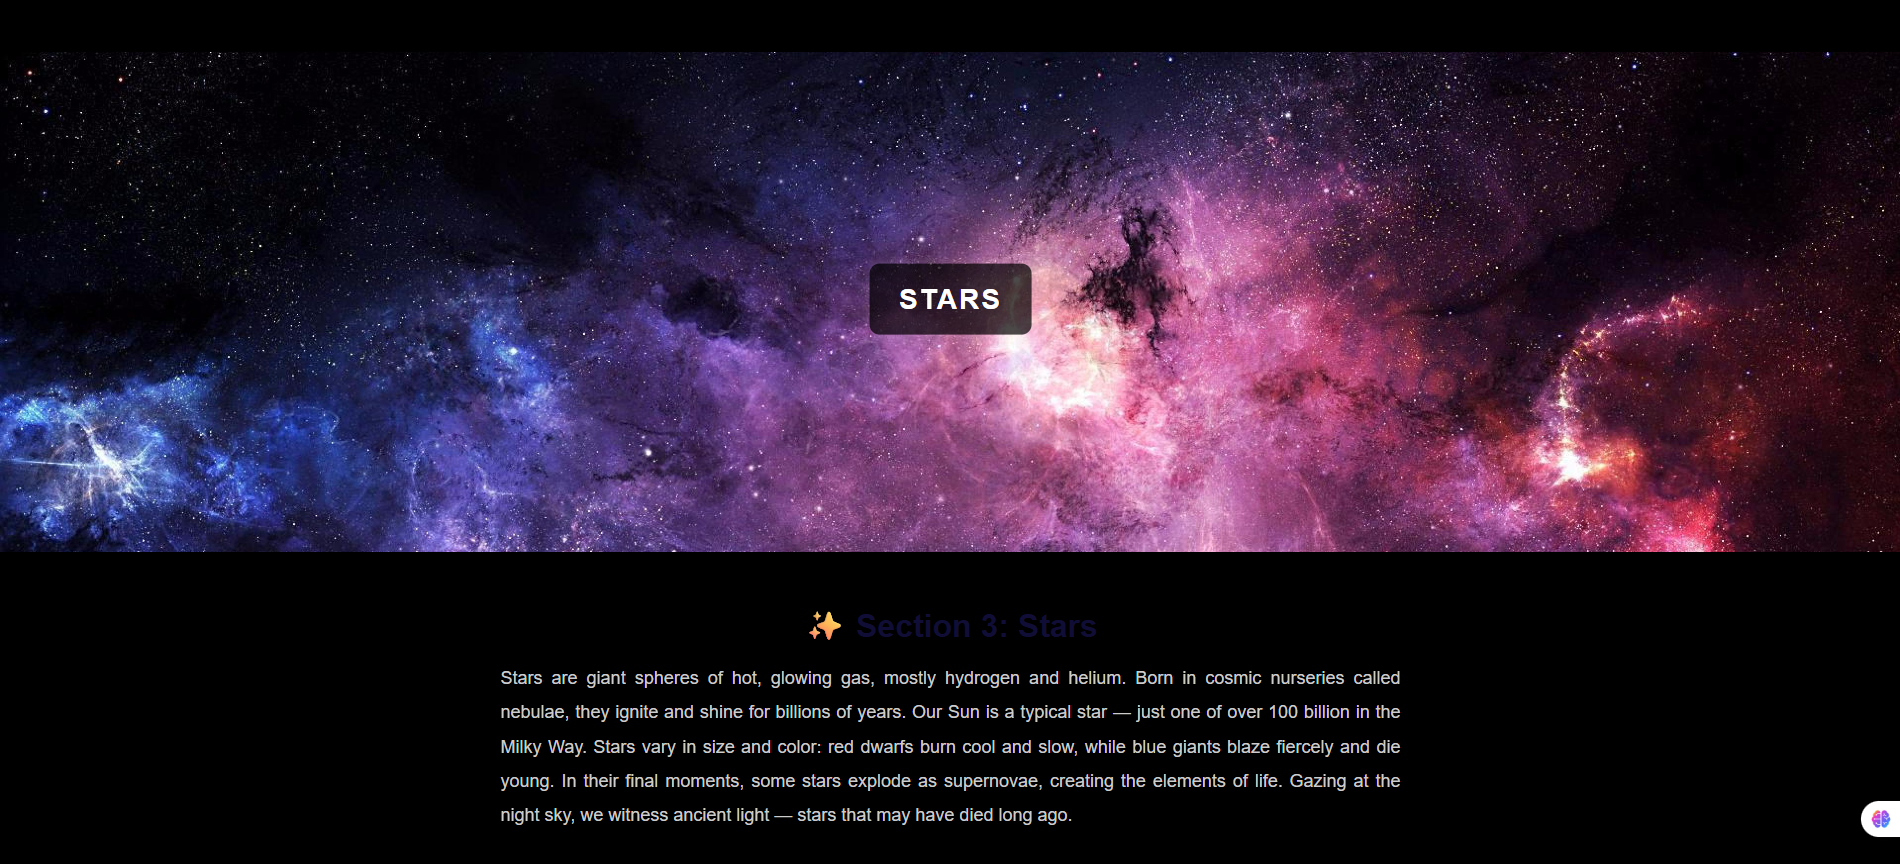 STARS
✨ Section 3: Stars
Stars are giant spheres of hot, glowing gas, mostly hydrogen and helium. Born in cosmic nurseries called
nebulae, they ignite and shine for billions of years. Our Sun is a typical star — just one of over 100 billion in the
Milky Way. Stars vary in size and color: red dwarfs burn cool and slow, while blue giants blaze fiercely and die
young. In their final moments, some stars explode as supernovae, creating the elements of life. Gazing at the
night sky, we witness ancient light — stars that may have died long ago.